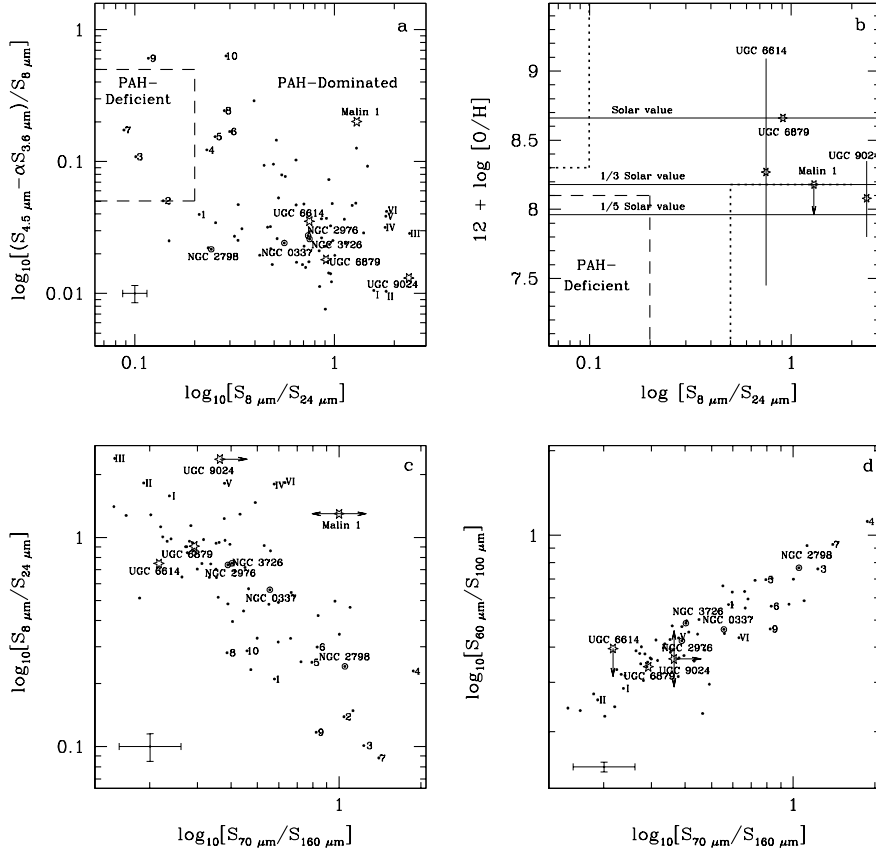 a
1
0.1
0.01
log₁₀[(S₄.₅ μm−αS₃.₆ μm)/S₈ μm]
9
10
PAH-
Deficient
PAH-Dominated
8
Malin 1
7
5
6
3
4
2
1
UGC 6614
VI
V
IV
III
NGC 2976
NGC 2798
NGC 0337
NGC 3726
UGC 6879
UGC 9024
I
II
0.1
1
log₁₀[S₈ μm/S₂₄ μm]
b
9
8.5
8
7.5
12 + log [O/H]
UGC 6614
Solar value
UGC 6879
UGC 9024
1/3 Solar value
Malin 1
1/5 Solar value
PAH-
Deficient
0.1
1
log [S₈ μm/S₂₄ μm]
c
1
0.1
log₁₀[S₈ μm/S₂₄ μm]
III
UGC 9024
II
V
IV
VI
I
Malin 1
UGC 6879
UGC 6614
NGC 3726
NGC 2976
NGC 0337
8
10
6
5
NGC 2798
4
1
2
9
3
7
1
log₁₀[S₇₀ μm/S₁₆₀ μm]
d
1
log₁₀[S₆₀ μm/S₁₀₀ μm]
4
7
NGC 2798
3
1
6
NGC 3726
NGC 0337
9
V
VI
UGC 6614
NGC 2976
UGC 9024
UGC 6879
I
II
1
log₁₀[S₇₀ μm/S₁₆₀ μm]